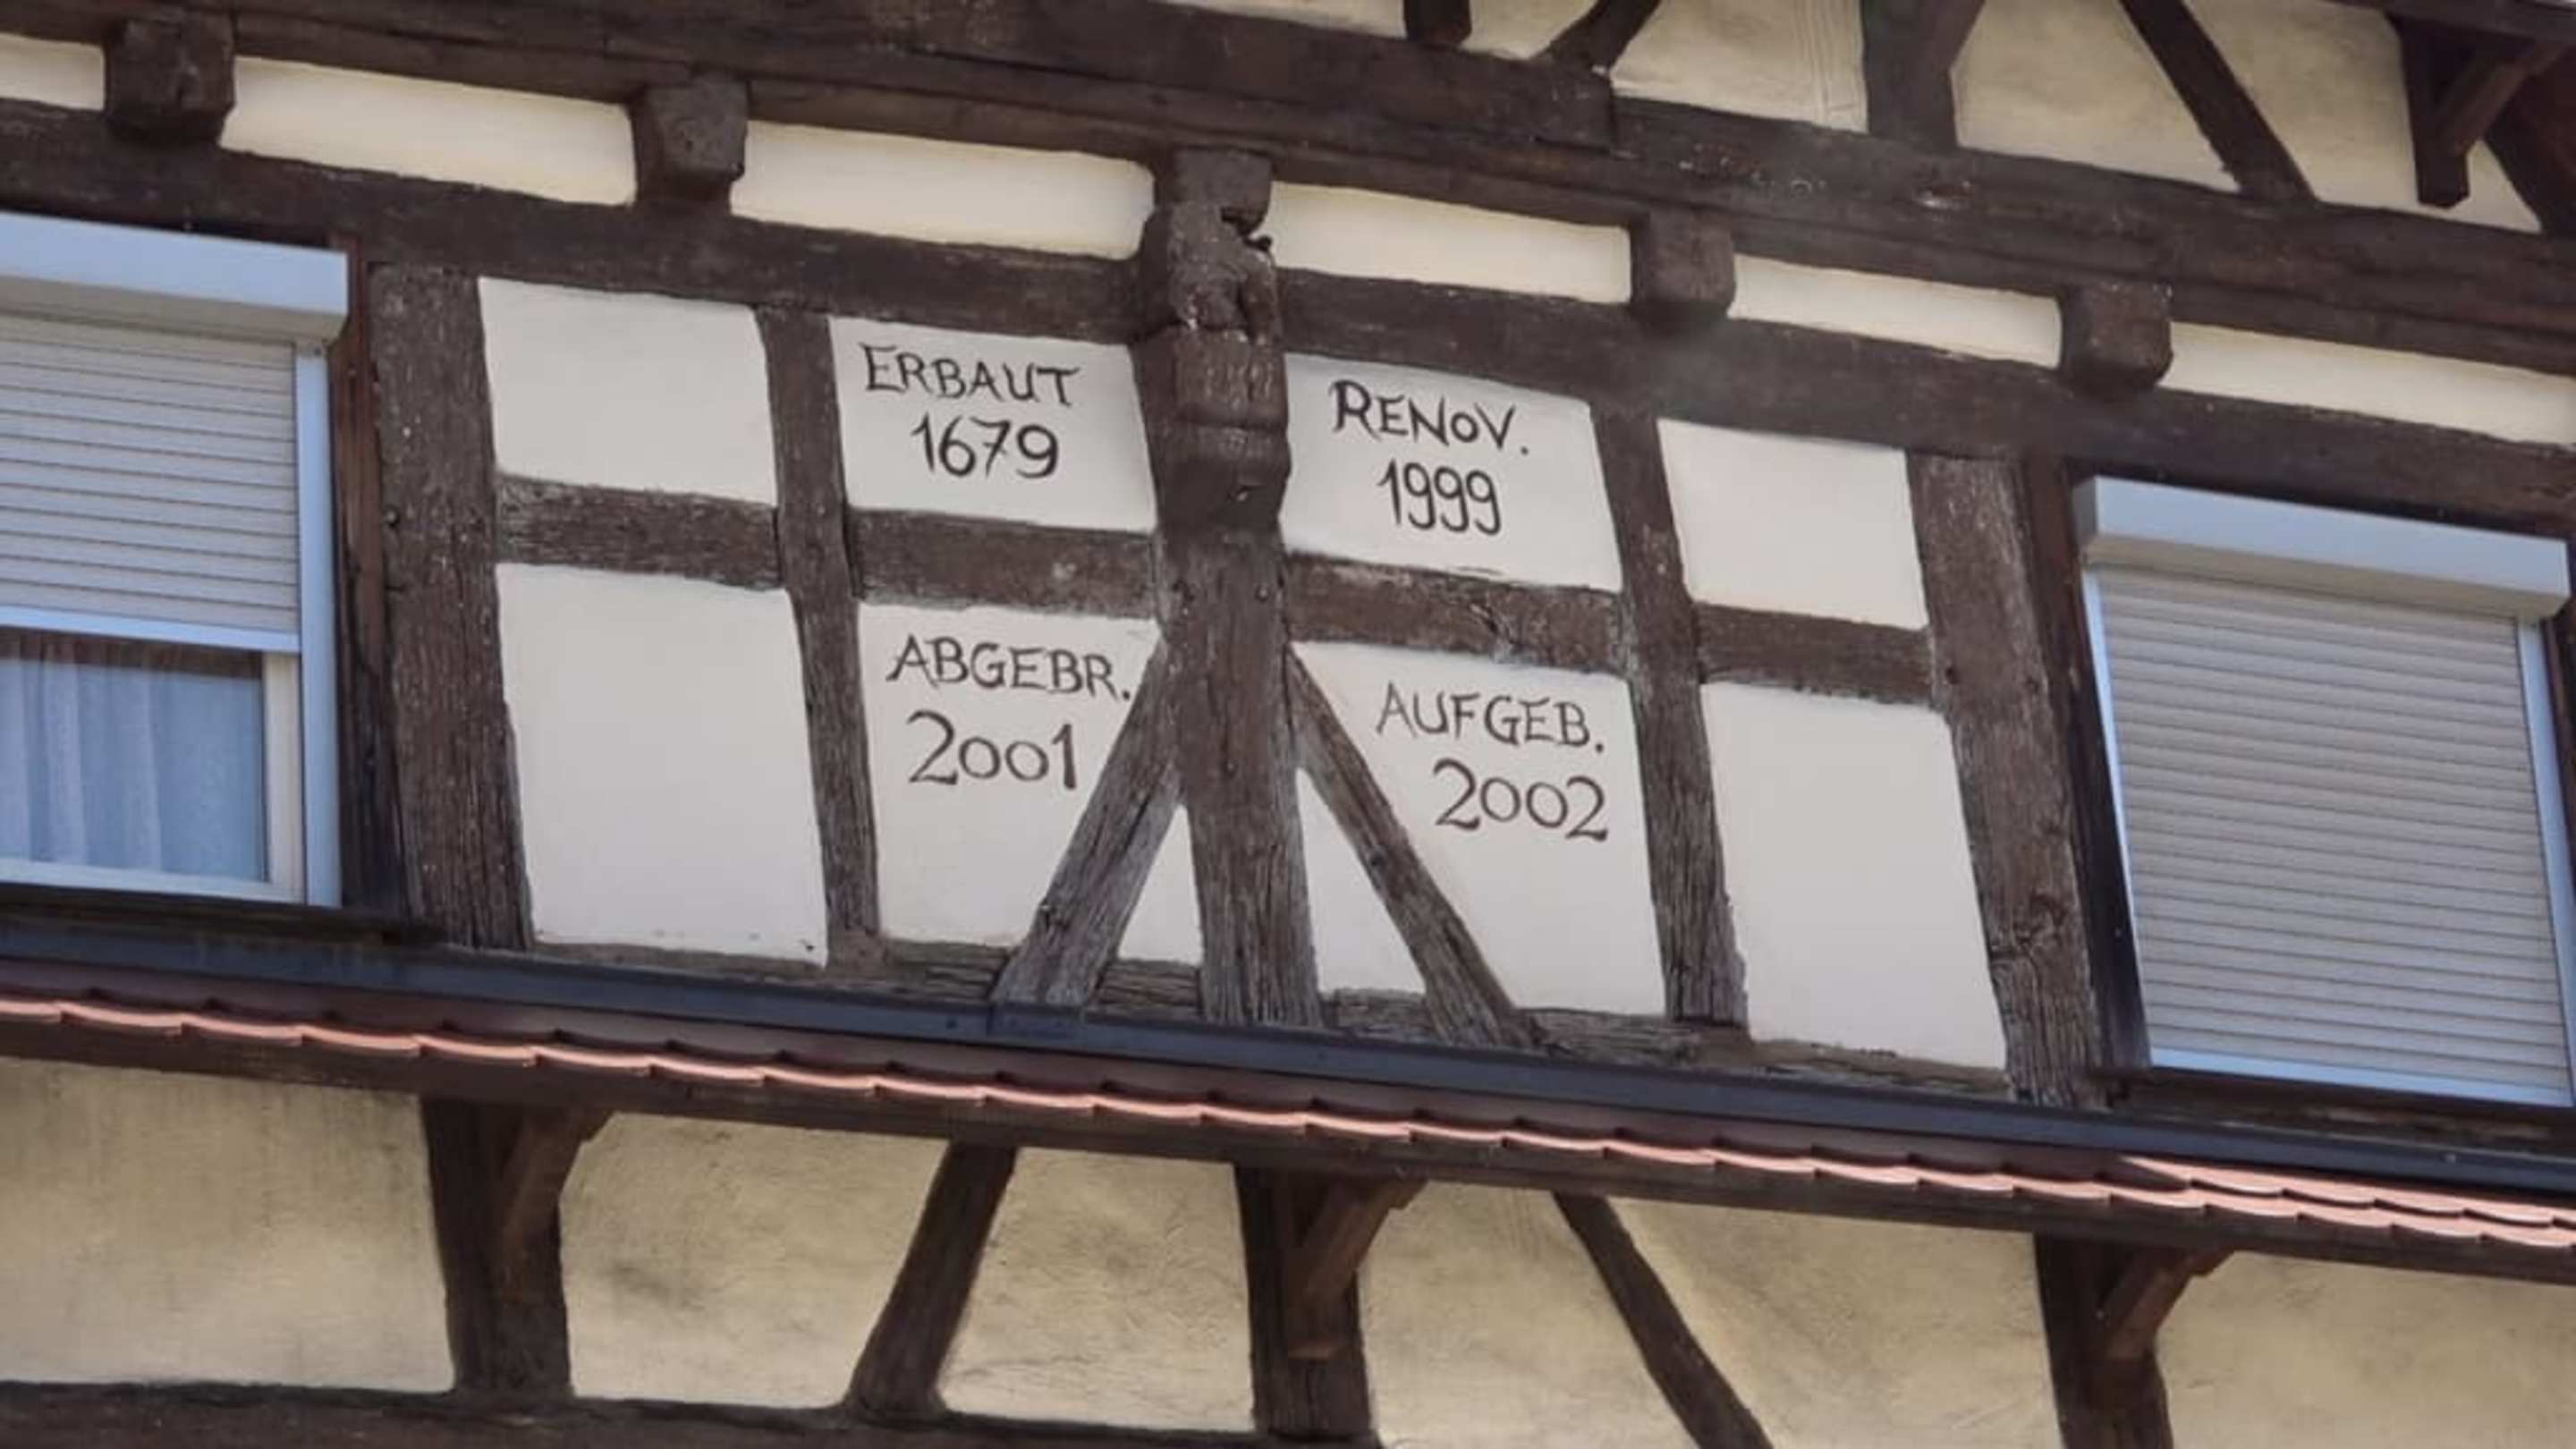 ERBAUT
1679
RENOV.
1999
ABGEBR.
2001
AUFGEB.
2002